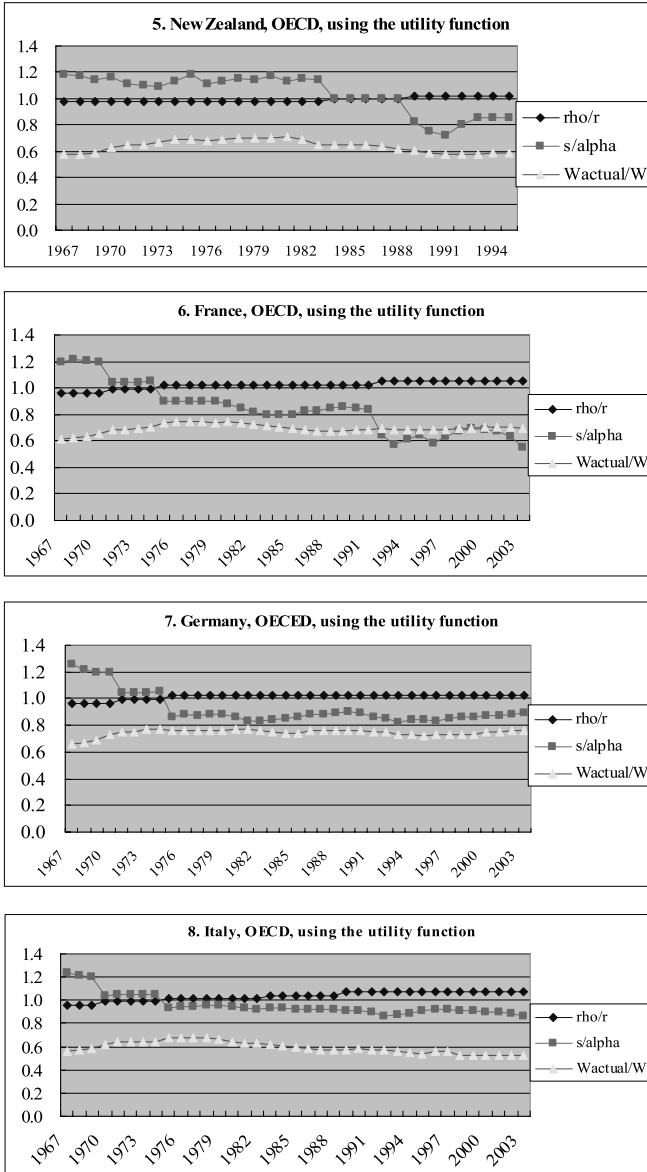 5. New Zealand, OECD, using the utility function
1.4
1.2
1.0
0.8
0.6
0.4
0.2
0.0
1967 1970 1973 1976 1979 1982 1985 1988 1991 1994
rho/r
s/alpha
Wactual/W
6. France, OECD, using the utility function
1.4
1.2
1.0
0.8
0.6
0.4
0.2
0.0
1967 1970 1973 1976 1979 1982 1985 1988 1991 1994 1997 2000 2003
rho/r
s/alpha
Wactual/W
7. Germany, OECED, using the utility function
1.4
1.2
1.0
0.8
0.6
0.4
0.2
0.0
1967 1970 1973 1976 1979 1982 1985 1988 1991 1994 1997 2000 2003
rho/r
s/alpha
Wactual/W
8. Italy, OECD, using the utility function
1.4
1.2
1.0
0.8
0.6
0.4
0.2
0.0
1967 1970 1973 1976 1979 1982 1985 1988 1991 1994 1997 2000 2003
rho/r
s/alpha
Wactual/W